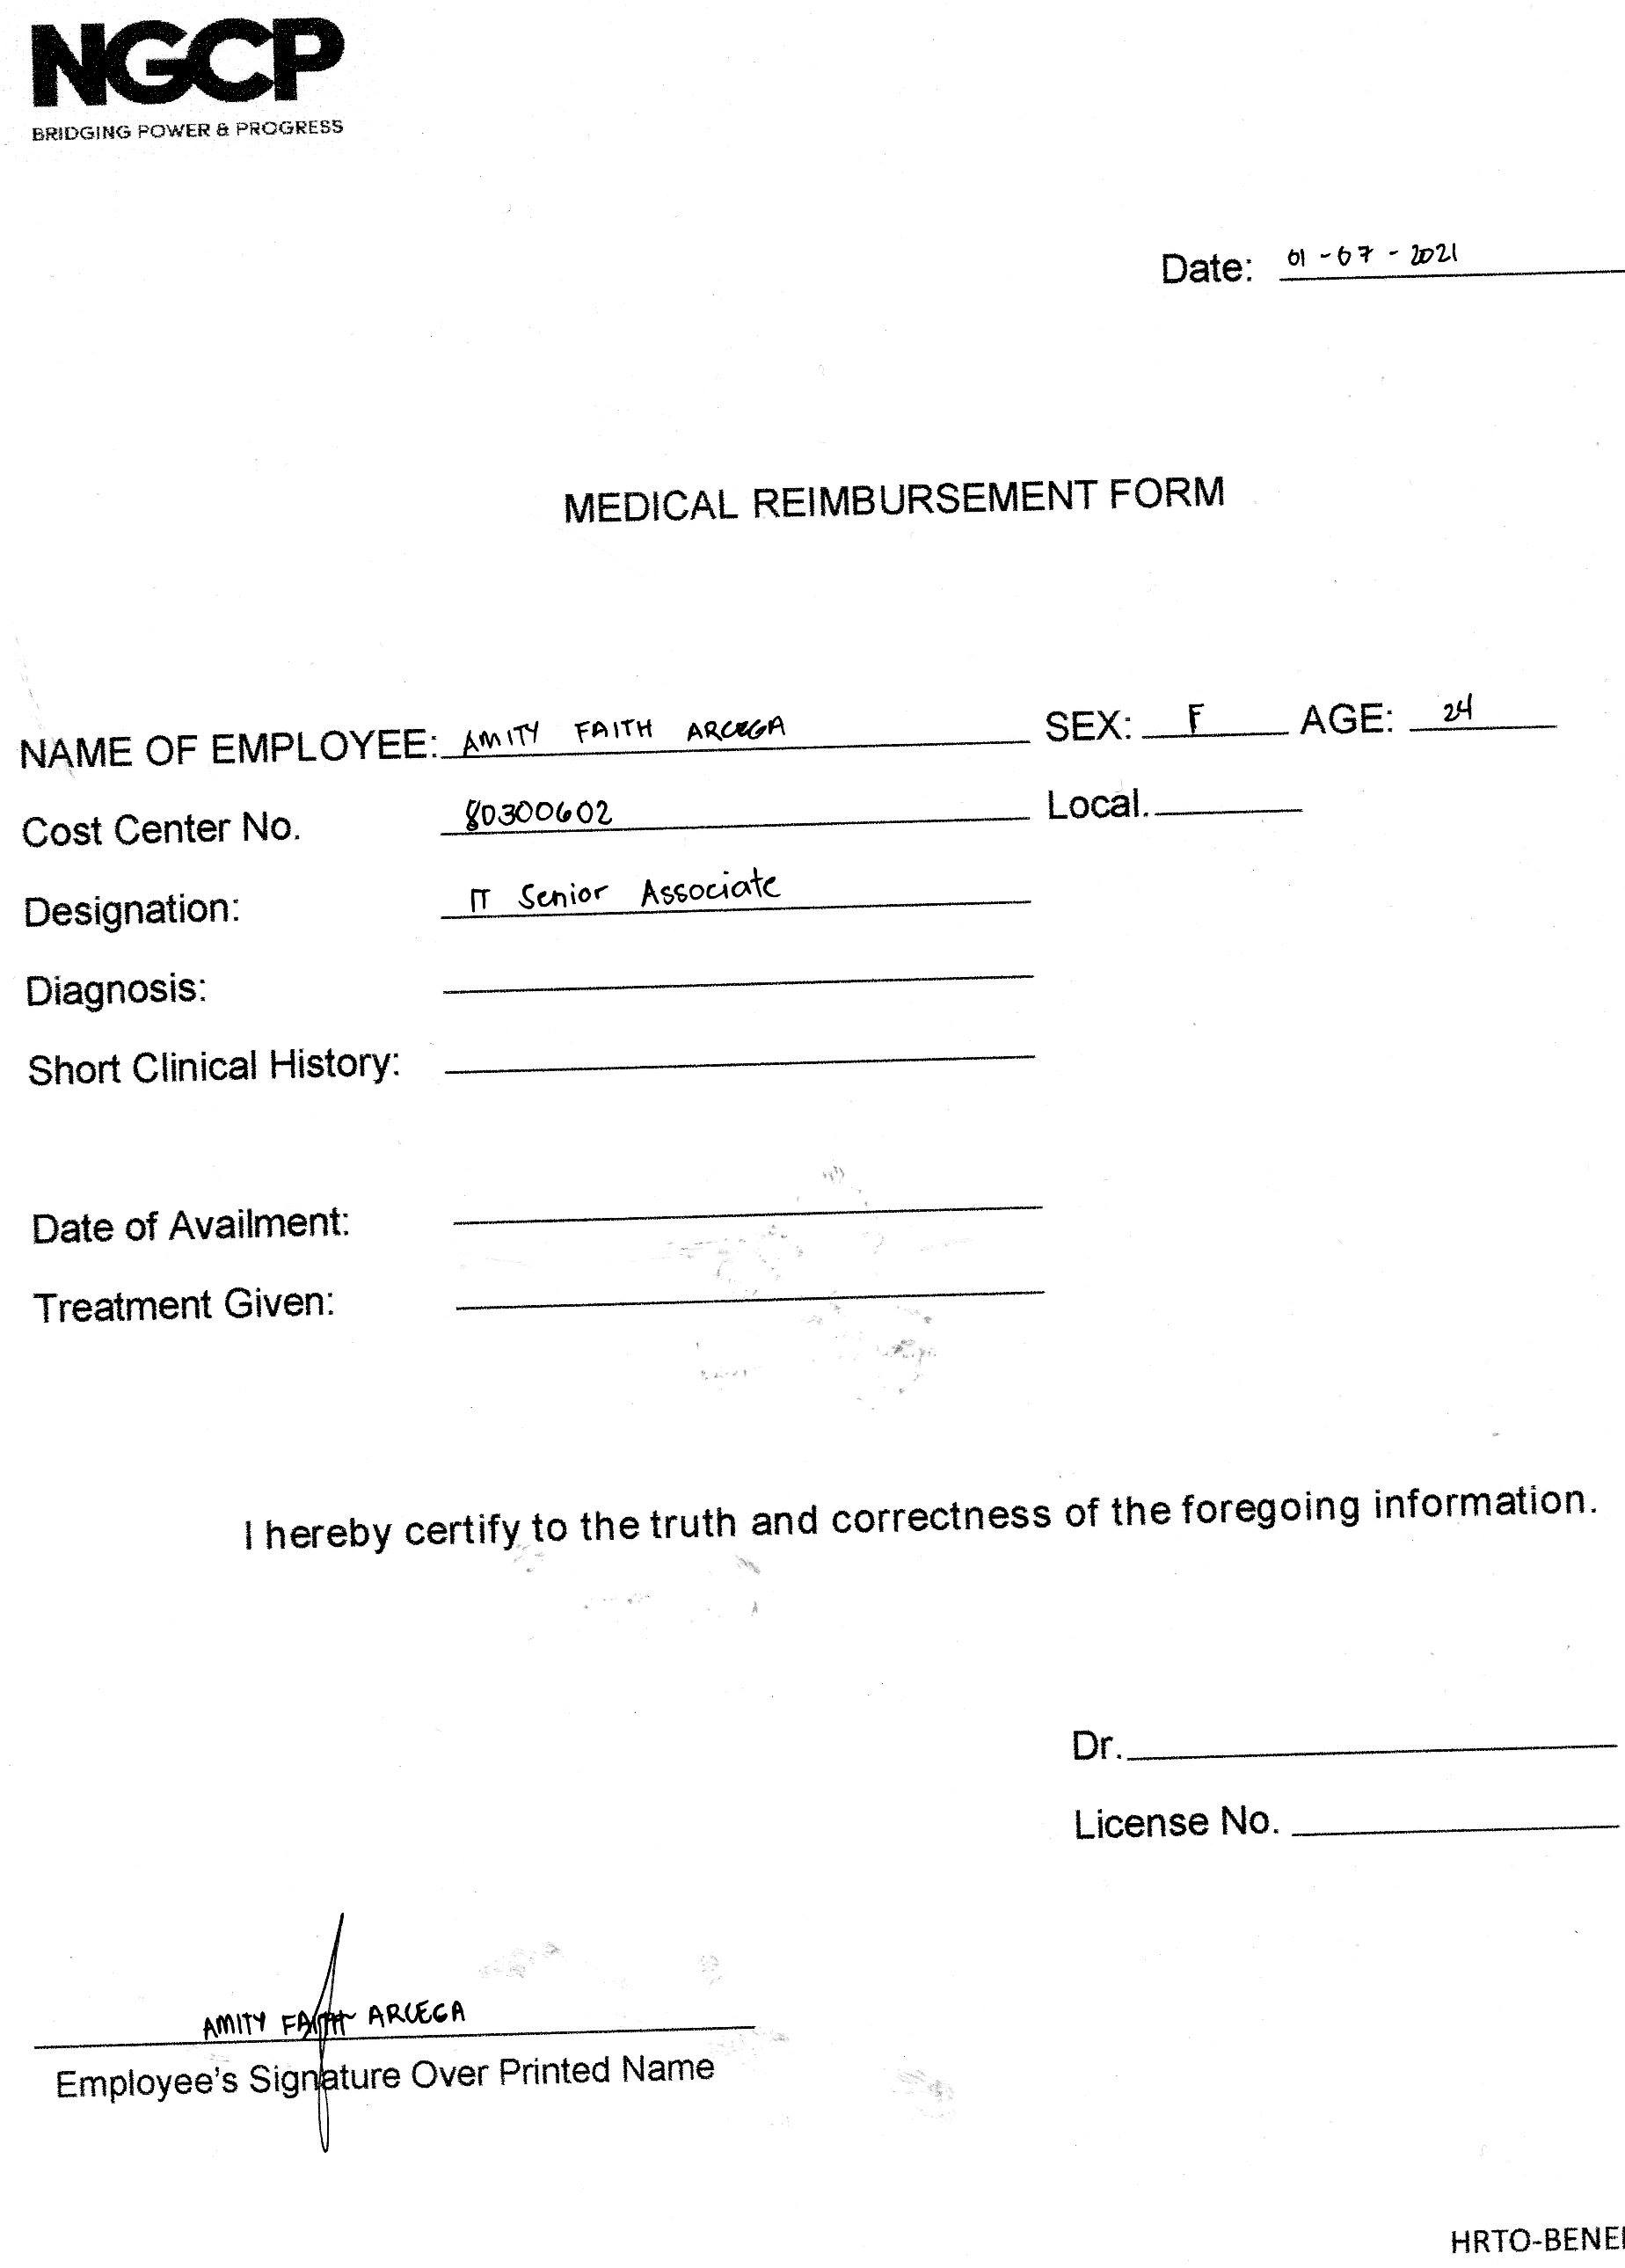 NGCP
BRIDGING POWER & PROGRESS
Date: 01-07-2021
MEDICAL REIMBURSEMENT FORM
NAME OF EMPLOYEE: AMITY FAITH ARCEGA SEX: F AGE: 24
Cost Center No. 80300602 Local.
Designation: IT Senior Associate
Diagnosis:
Short Clinical History:
Date of Availment:
Treatment Given:
I hereby certify to the truth and correctness of the foregoing information.
Dr.
License No.
AMITY FAITH ARCEGA
Employee's Signature Over Printed Name
HRTO-BENE